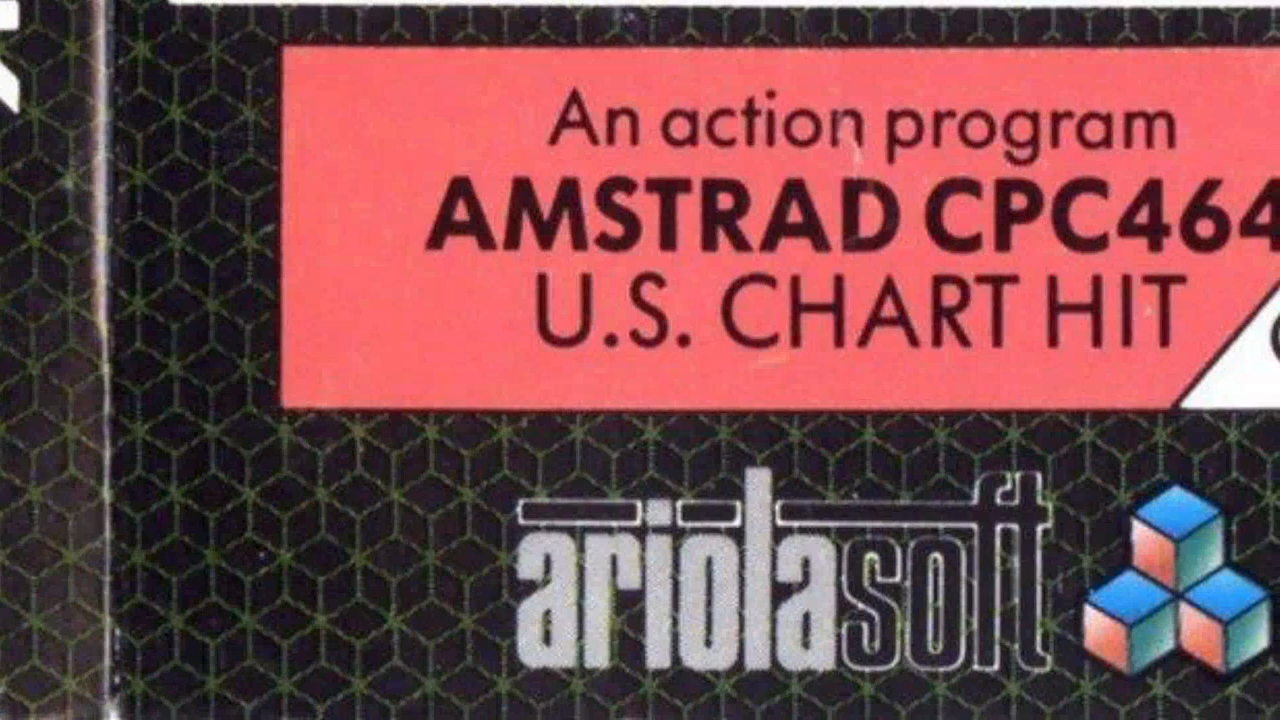 An action program
AMSTRAD CPC464
U.S. CHART HIT
ariolasoft